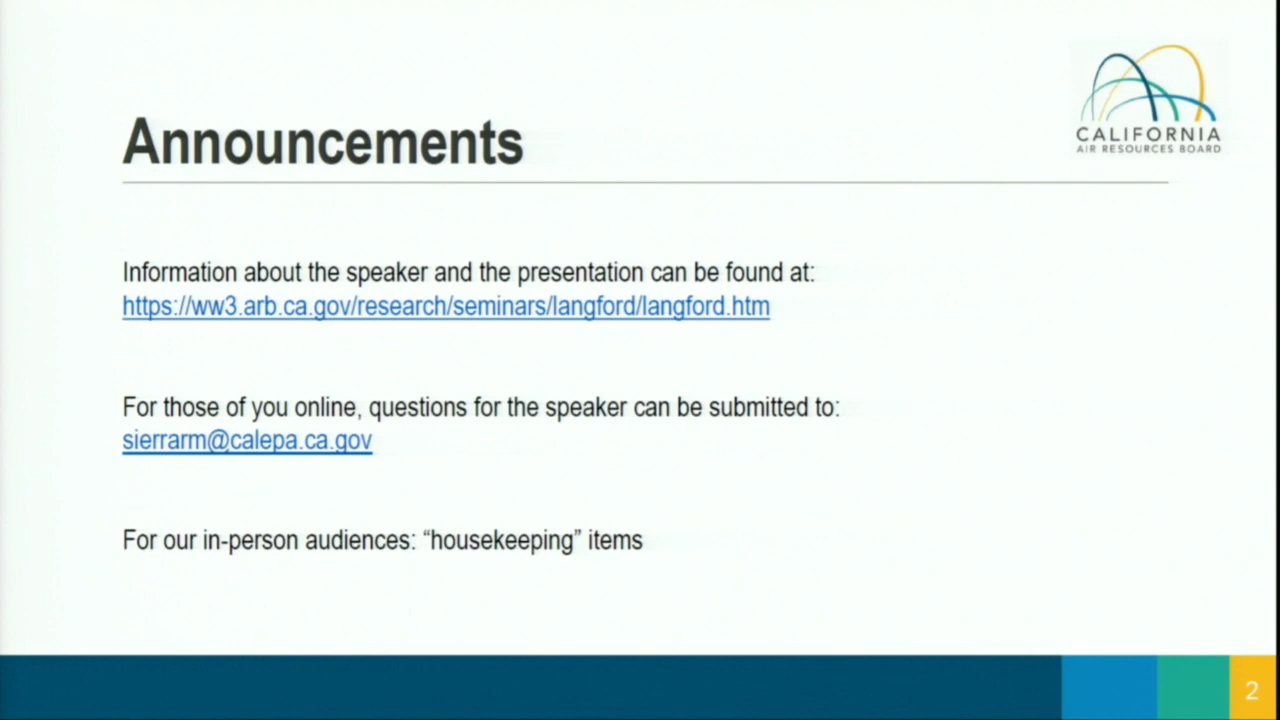 CALIFORNIA
AIR RESOURCES BOARD
Announcements
Information about the speaker and the presentation can be found at:
https://ww3.arb.ca.gov/research/seminars/langford/langford.htm
For those of you online, questions for the speaker can be submitted to:
sierrarm@calepa.ca.gov
For our in-person audiences: “housekeeping” items
2